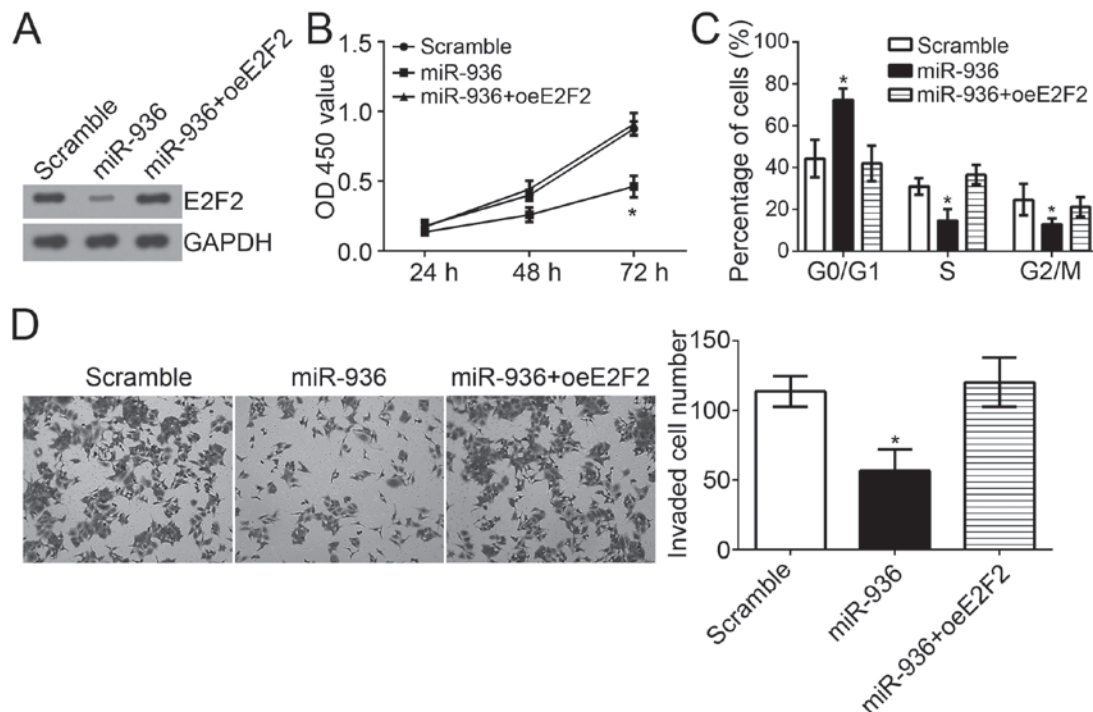 A
Scramble
miR-936
miR-936+oeE2F2
E2F2
GAPDH
B
OD 450 value
1.5
1.0
0.5
0.0
24 h 48 h 72 h
Scramble
miR-936
miR-936+oeE2F2
*
C
Percentage of cells (%)
100
80
60
40
20
0
G0/G1 S G2/M
Scramble
miR-936
miR-936+oeE2F2
*
*
*
D
Scramble miR-936 miR-936+oeE2F2
Invaded cell number
150
100
50
0
*
Scramble
miR-936
miR-936+oeE2F2